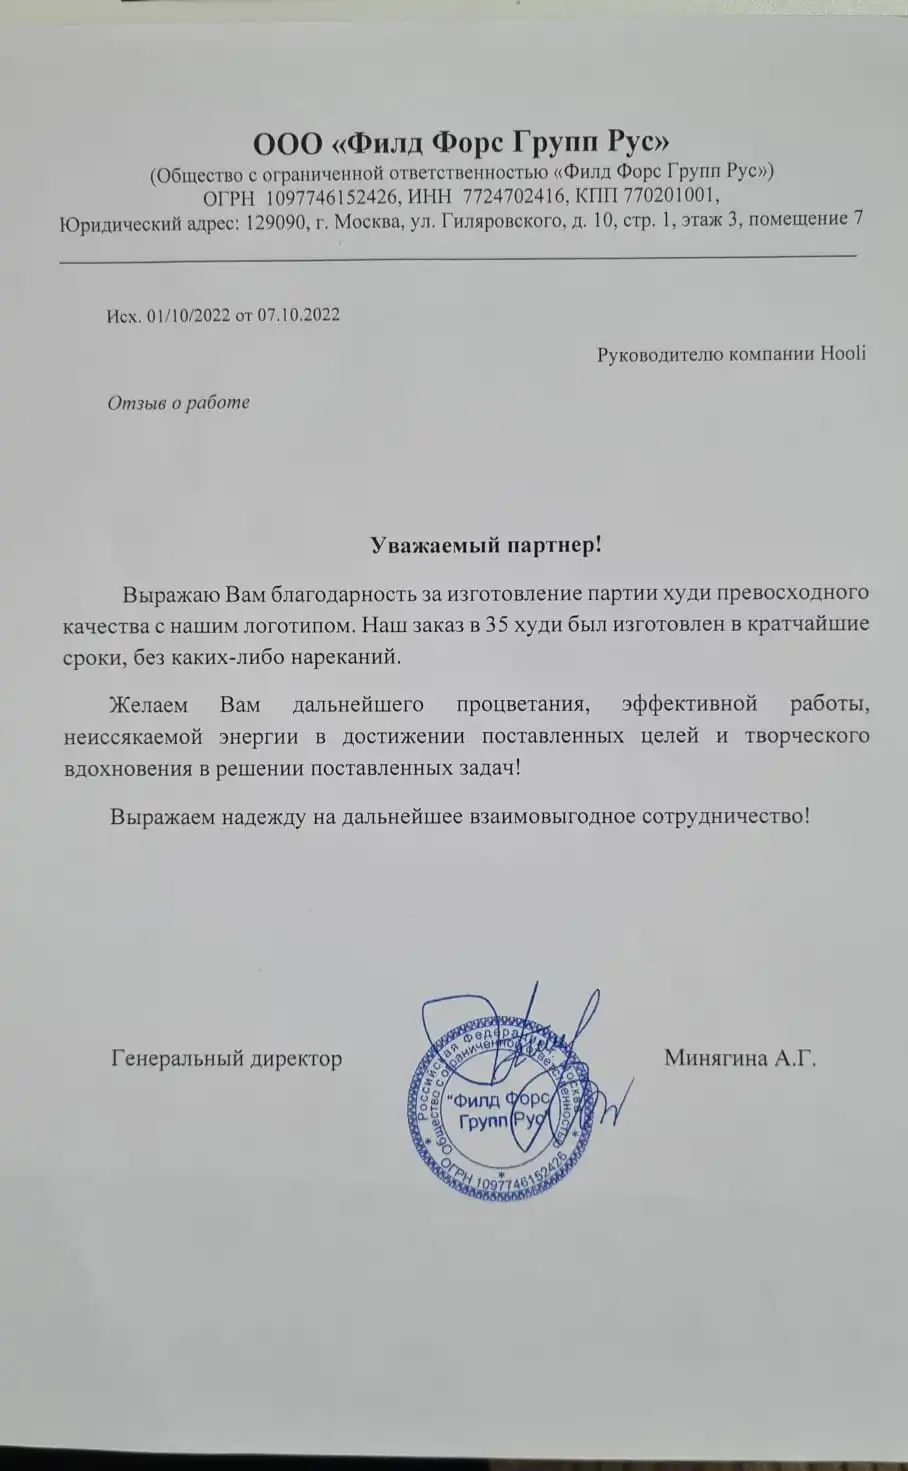 ООО «Филд Форс Групп Рус»
(Общество с ограниченной ответственностью «Филд Форс Групп Рус»)
ОГРН 1097746152426, ИНН 7724702416, КПП 770201001,
Юридический адрес: 129090, г. Москва, ул. Гиляровского, д. 10, стр. 1, этаж 3, помещение 7
Исх. 01/10/2022 от 07.10.2022
Руководителю компании Hooli
Отзыв о работе
Уважаемый партнер!
Выражаю Вам благодарность за изготовление партии худи превосходного
качества с нашим логотипом. Наш заказ в 35 худи был изготовлен в кратчайшие
сроки, без каких-либо нареканий.
Желаем Вам дальнейшего процветания, эффективной работы,
неиссякаемой энергии в достижении поставленных целей и творческого
вдохновения в решении поставленных задач!
Выражаем надежду на дальнейшее взаимовыгодное сотрудничество!
Генеральный директор
Минягина А.Г.
Российская Федерация, г. Москва
Общество с ограниченной ответственностью
"Филд Форс
Групп Рус"
ОГРН 1097746152426